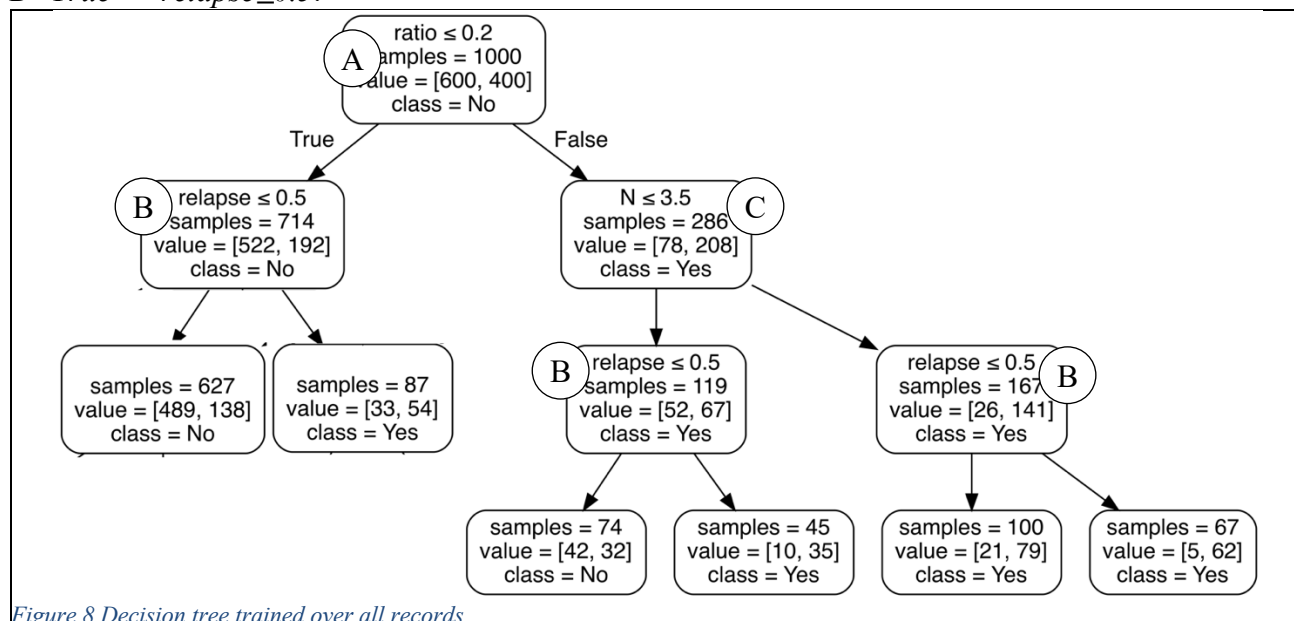 ratio ≤ 0.2
A
amples = 1000
alue = [600, 400]
class = No
True
False
B
relapse ≤ 0.5
samples = 714
value = [522, 192]
class = No
N ≤ 3.5
C
samples = 286
value = [78, 208]
class = Yes
samples = 627
value = [489, 138]
class = No
samples = 87
value = [33, 54]
class = Yes
B
relapse ≤ 0.5
samples = 119
value = [52, 67]
class = Yes
relapse ≤ 0.5
B
samples = 167
value = [26, 141]
class = Yes
samples = 74
value = [42, 32]
class = No
samples = 45
value = [10, 35]
class = Yes
samples = 100
value = [21, 79]
class = Yes
samples = 67
value = [5, 62]
class = Yes
Figure 8 Decision tree trained over all records